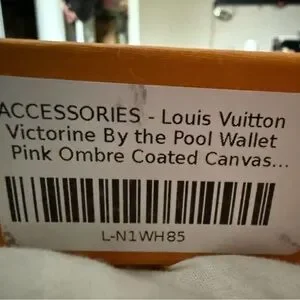 ACCESSORIES - Louis Vuitton
Victorine By the Pool Wallet
Pink Ombre Coated Canvas...
L-N1WH85